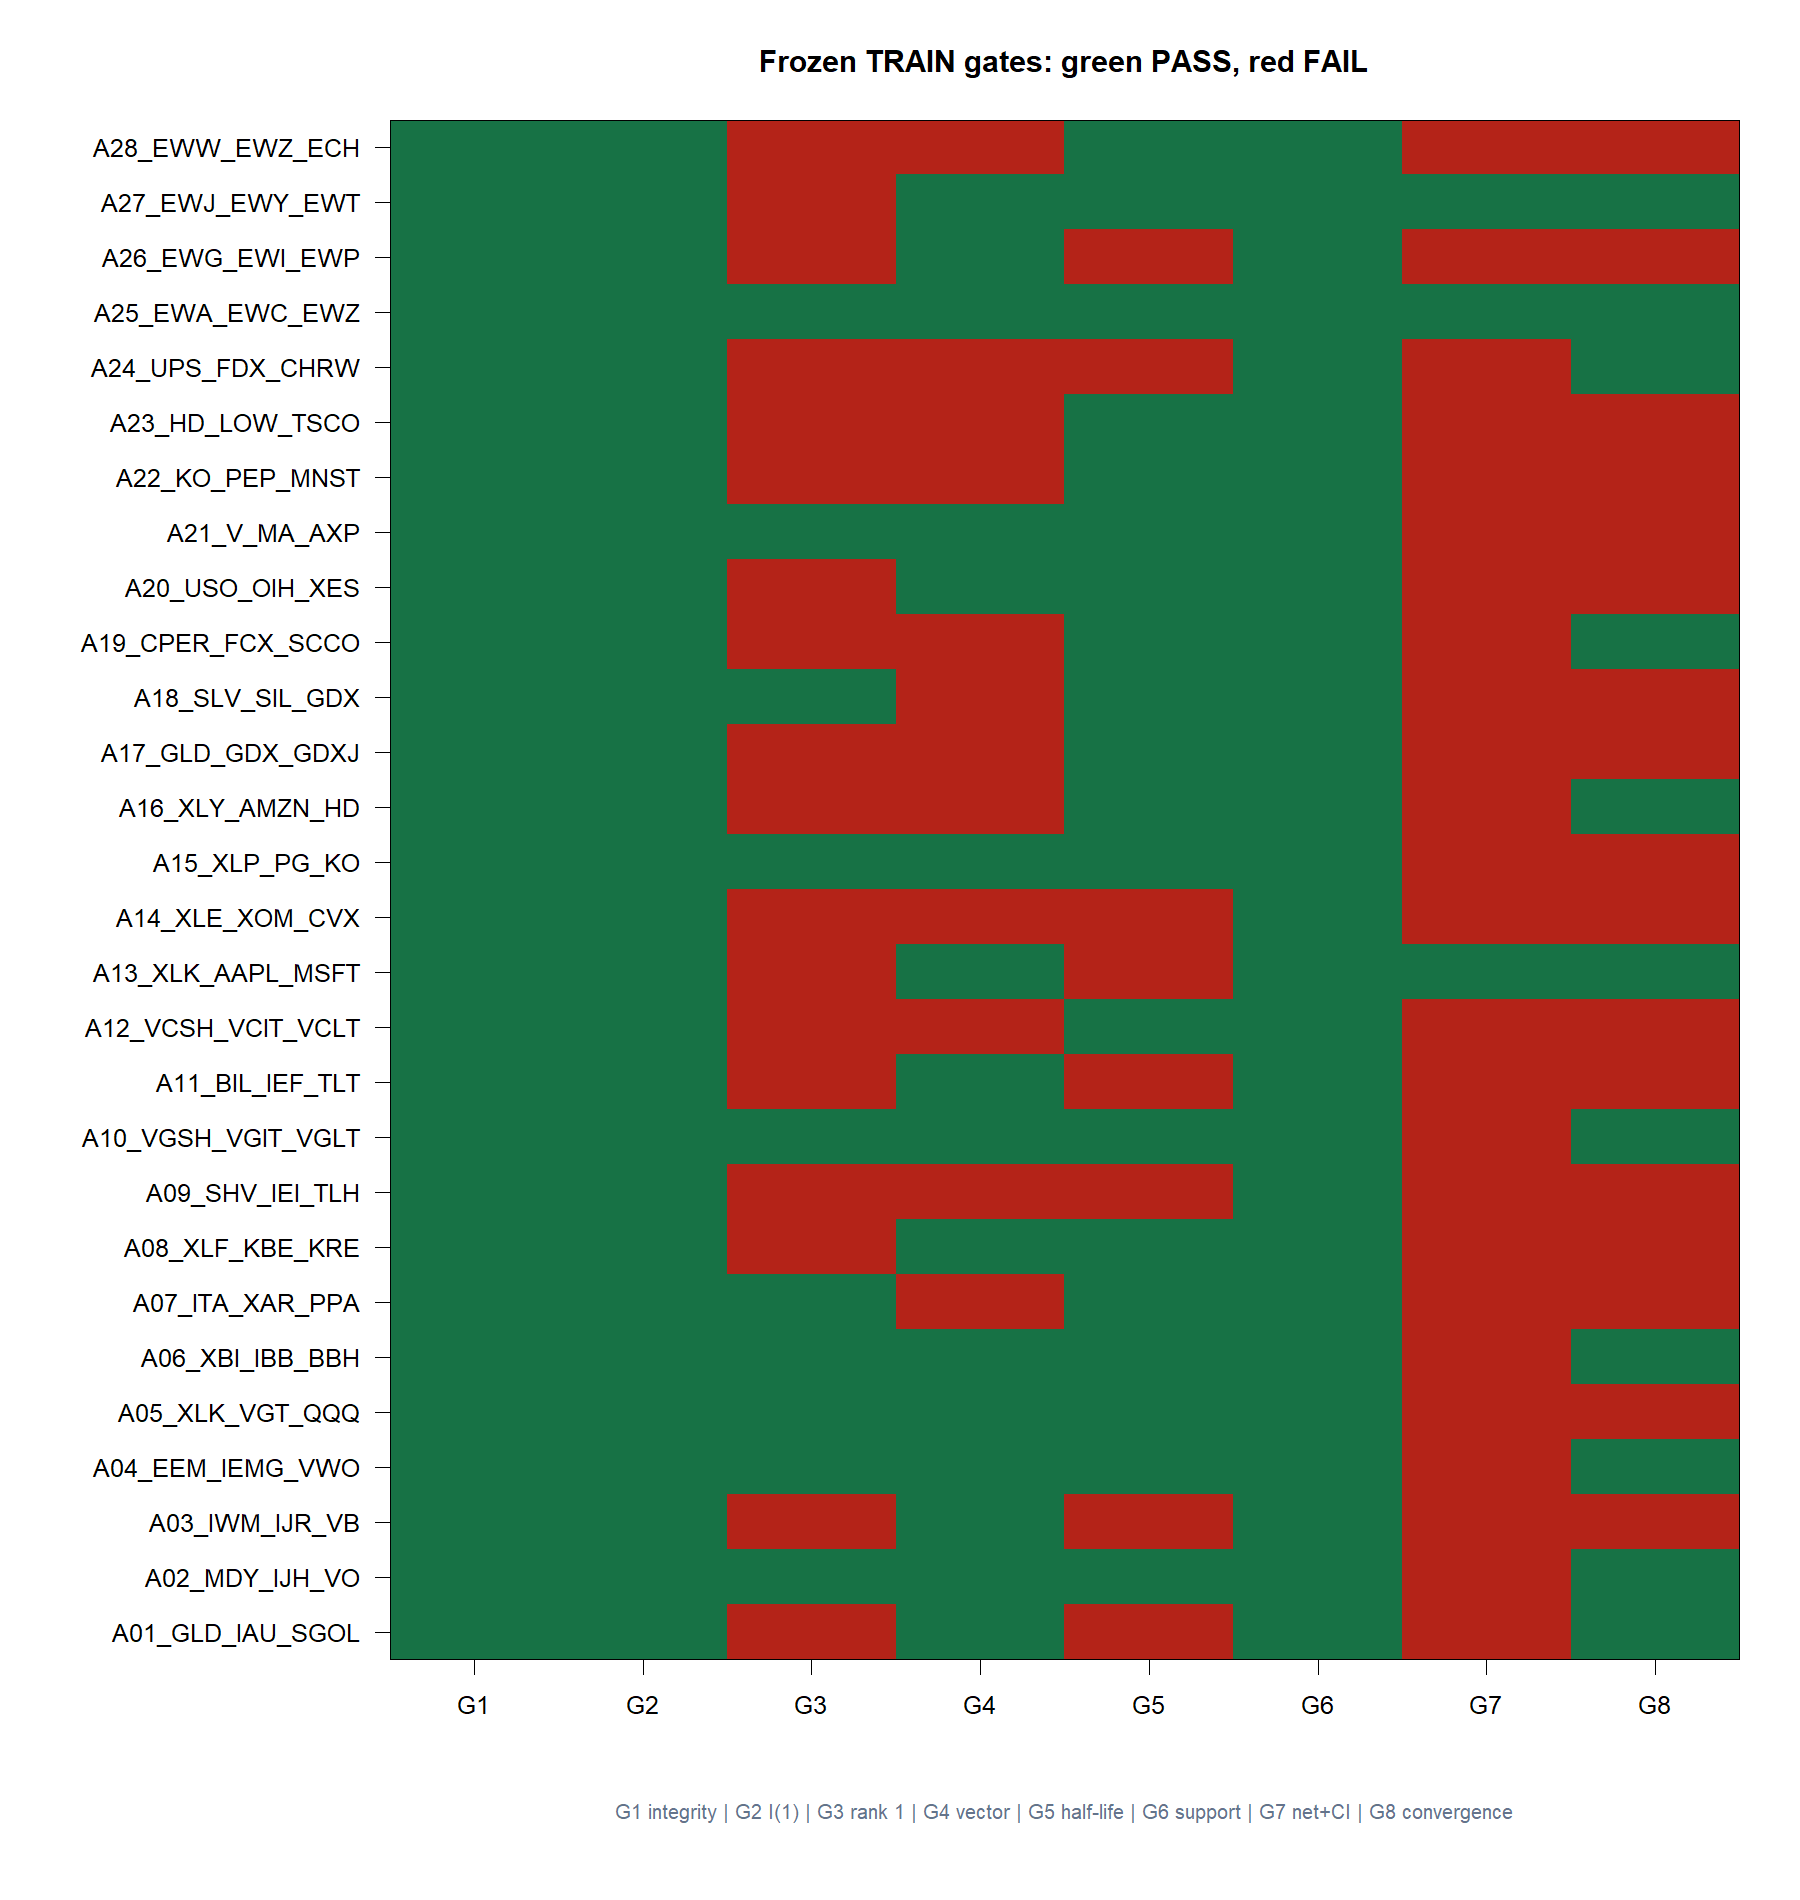 Frozen TRAIN gates: green PASS, red FAIL
A28_EWW_EWZ_ECH
A27_EWJ_EWY_EWT
A26_EWG_EWI_EWP
A25_EWA_EWC_EWZ
A24_UPS_FDX_CHRW
A23_HD_LOW_TSCO
A22_KO_PEP_MNST
A21_V_MA_AXP
A20_USO_OIH_XES
A19_CPER_FCX_SCCO
A18_SLV_SIL_GDX
A17_GLD_GDX_GDXJ
A16_XLY_AMZN_HD
A15_XLP_PG_KO
A14_XLE_XOM_CVX
A13_XLK_AAPL_MSFT
A12_VCSH_VCIT_VCLT
A11_BIL_IEF_TLT
A10_VGSH_VGIT_VGLT
A09_SHV_IEI_TLH
A08_XLF_KBE_KRE
A07_ITA_XAR_PPA
A06_XBI_IBB_BBH
A05_XLK_VGT_QQQ
A04_EEM_IEMG_VWO
A03_IWM_IJR_VB
A02_MDY_IJH_VO
A01_GLD_IAU_SGOL
G1 G2 G3 G4 G5 G6 G7 G8
G1 integrity | G2 I(1) | G3 rank 1 | G4 vector | G5 half-life | G6 support | G7 net+CI | G8 convergence